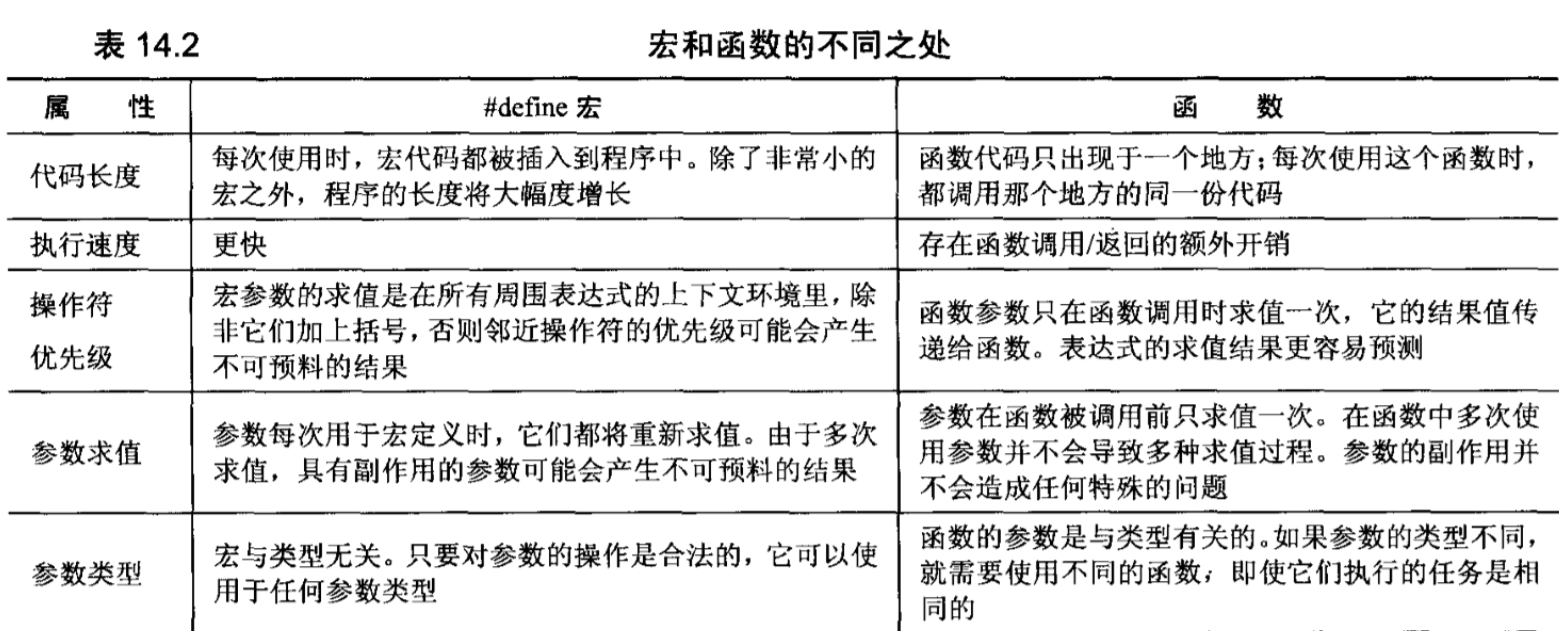 表 14.2 宏和函数的不同之处
属 性 #define 宏 函 数
代码长度
每次使用时，宏代码都被插入到程序中。除了非常小的
宏之外，程序的长度将大幅度增长
函数代码只出现于一个地方；每次使用这个函数时，
都调用那个地方的同一份代码
执行速度 更快 存在函数调用/返回的额外开销
操作符
优先级
宏参数的求值是在所有周围表达式的上下文环境里，除
非它们加上括号，否则邻近操作符的优先级可能会产生
不可预料的结果
函数参数只在函数调用时求值一次，它的结果值传
递给函数。表达式的求值结果更容易预测
参数求值
参数每次用于宏定义时，它们都将重新求值。由于多次
求值，具有副作用的参数可能会产生不可预料的结果
参数在函数被调用前只求值一次。在函数中多次使
用参数并不会导致多种求值过程。参数的副作用并
不会造成任何特殊的问题
参数类型
宏与类型无关。只要对参数的操作是合法的，它可以使
用于任何参数类型
函数的参数是与类型有关的。如果参数的类型不同，
就需要使用不同的函数，即使它们执行的任务是相
同的